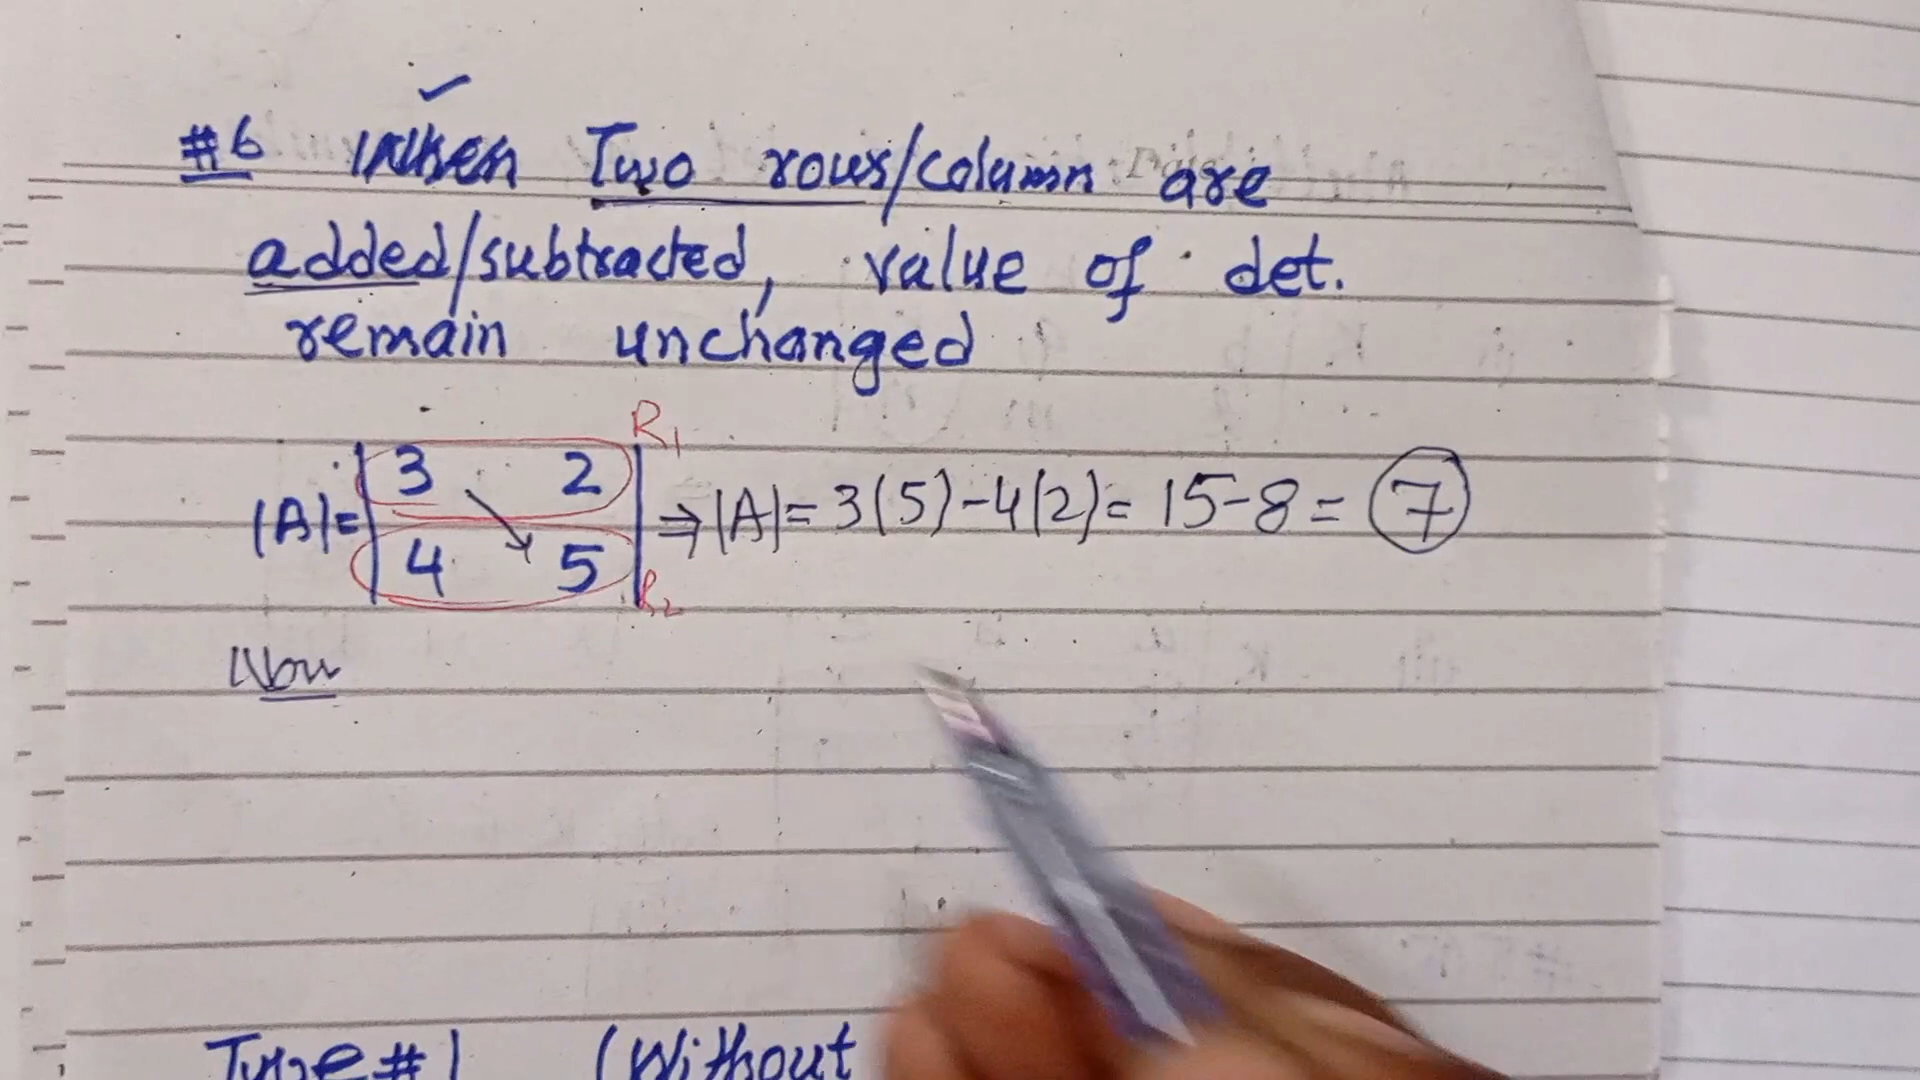 #6 When Two rows/column are
added/subtracted, value of det.
remain unchanged
R1
|A|= 3 2 ⇒ |A|= 3(5)-4(2)= 15-8 = 7
4 5
R2
Now
Type#1 (Without